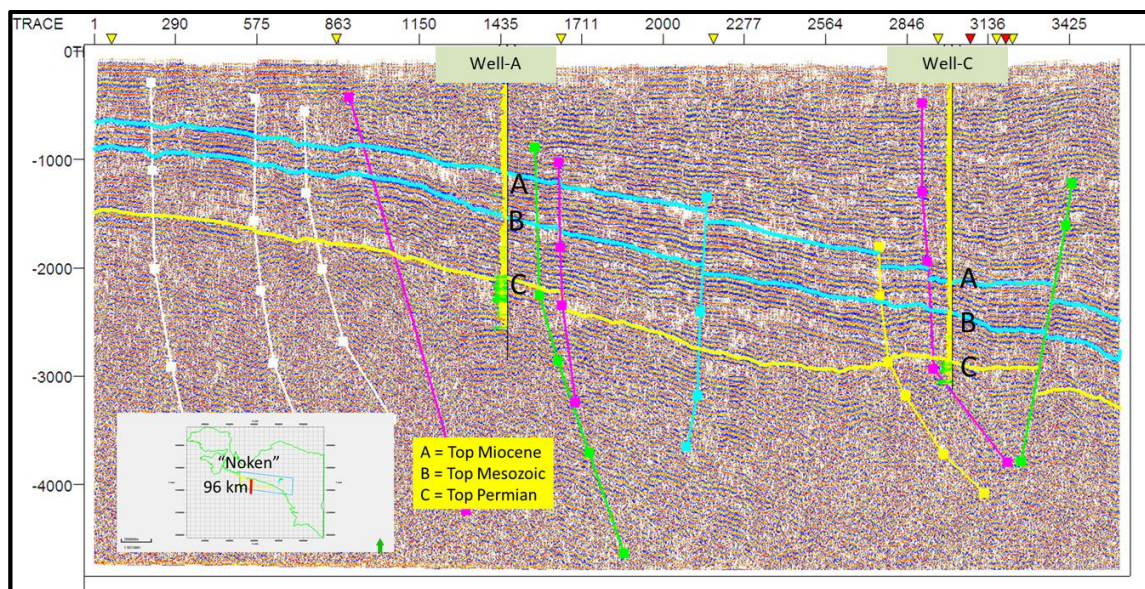 TRACE 1 290 575 863 1150 1435 1711 2000 2277 2564 2846 3136 3425
Well-A
Well-C
-1000
-2000
-3000
-4000
A
B
C
A
B
C
"Noken"
96 km
A = Top Miocene
B = Top Mesozoic
C = Top Permian